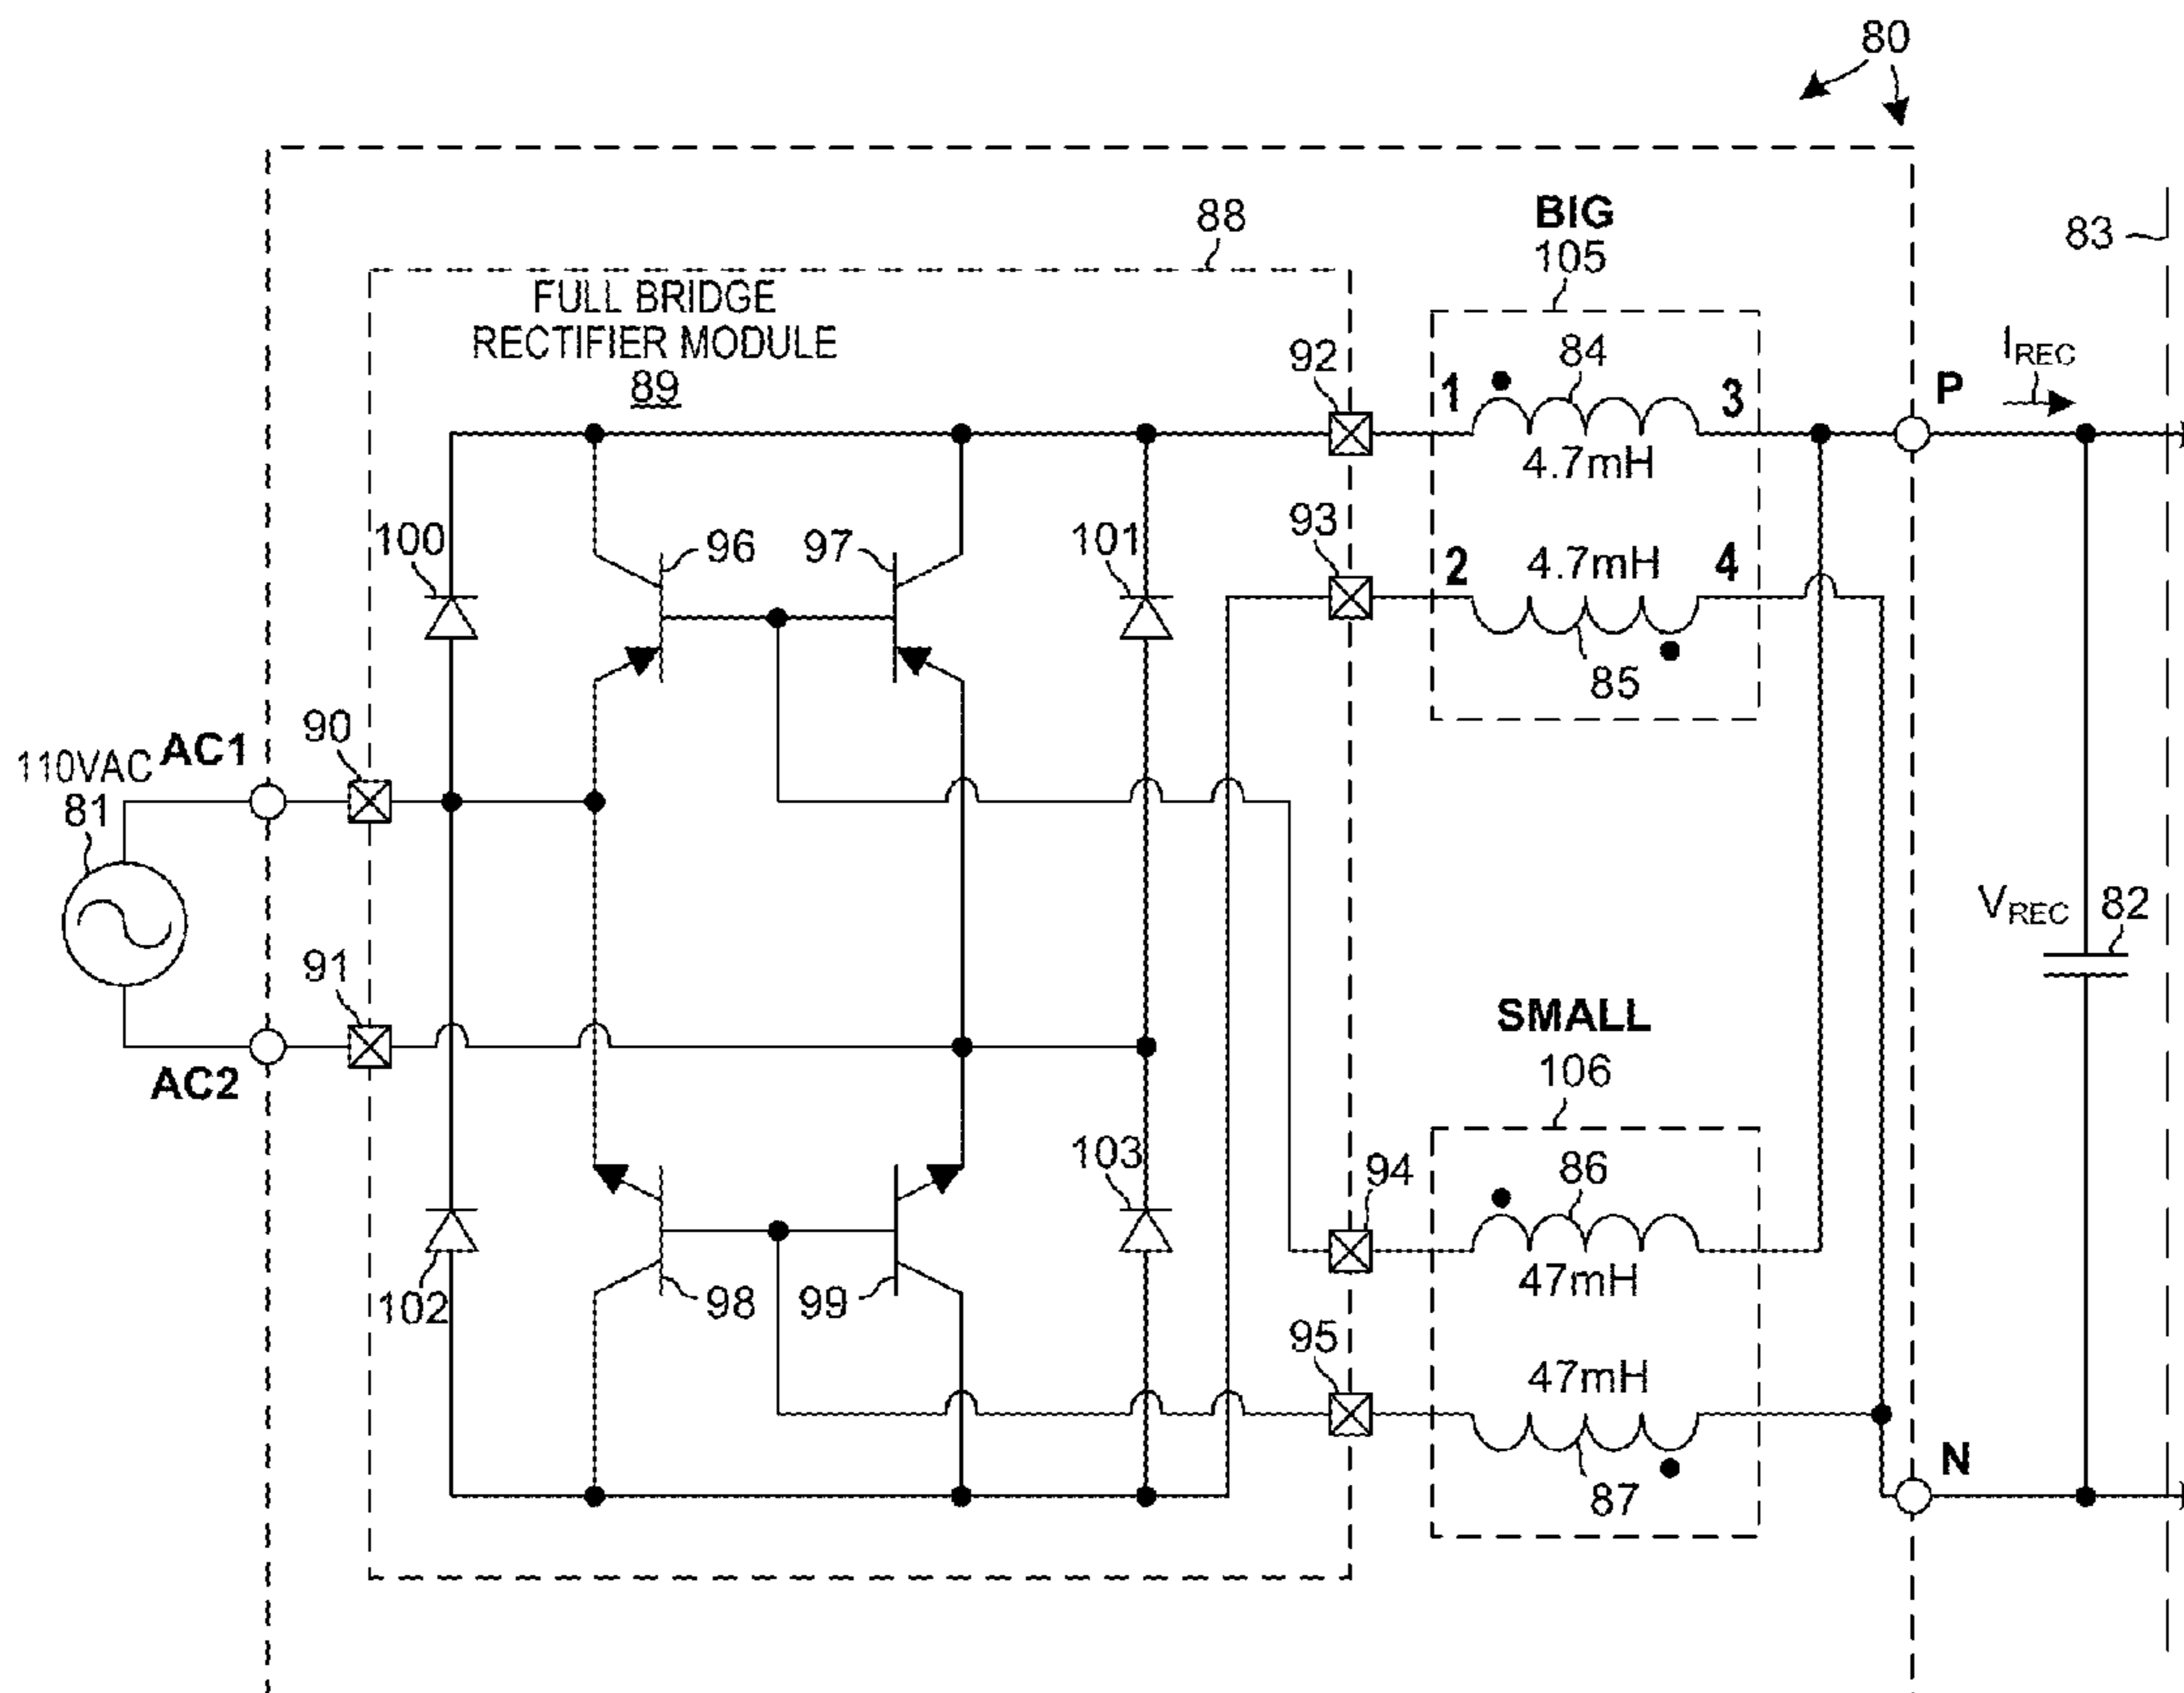 80
88
BIG
105
83
FULL BRIDGE
RECTIFIER MODULE
89
92
1
84
3
P
I_REC
4.7mH
100
96
97
101
93
2
4.7mH
4
85
90
AC1
110VAC
81
V_REC
82
91
AC2
SMALL
106
103
94
86
47mH
102
98
99
95
47mH
87
N